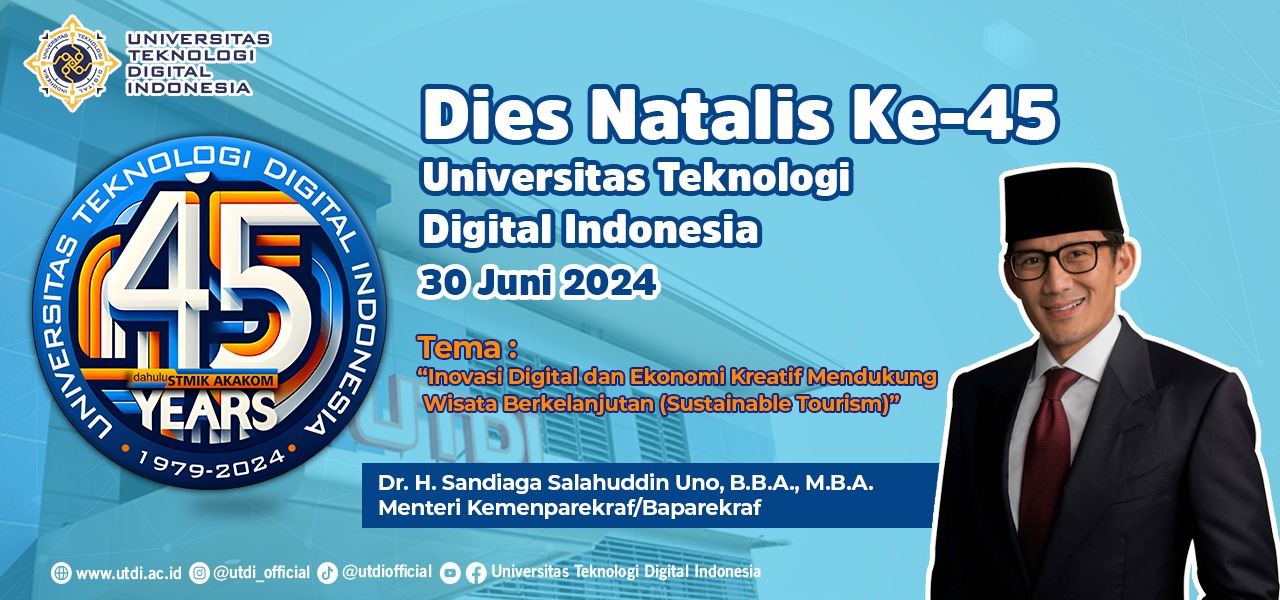 UNIVERSITAS
TEKNOLOGI
DIGITAL
INDONESIA
Dies Natalis Ke-45
Universitas Teknologi
Digital Indonesia
30 Juni 2024
UNIVERSITAS TEKNOLOGI DIGITAL INDONESIA
45
dahulu STMIK AKAKOM
YEARS
• 1979-2024 •
Tema :
“Inovasi Digital dan Ekonomi Kreatif Mendukung
Wisata Berkelanjutan (Sustainable Tourism)”
UTDI
Dr. H. Sandiaga Salahuddin Uno, B.B.A., M.B.A.
Menteri Kemenparekraf/Baparekraf
www.utdi.ac.id @utdi_official @utdiofficial Universitas Teknologi Digital Indonesia